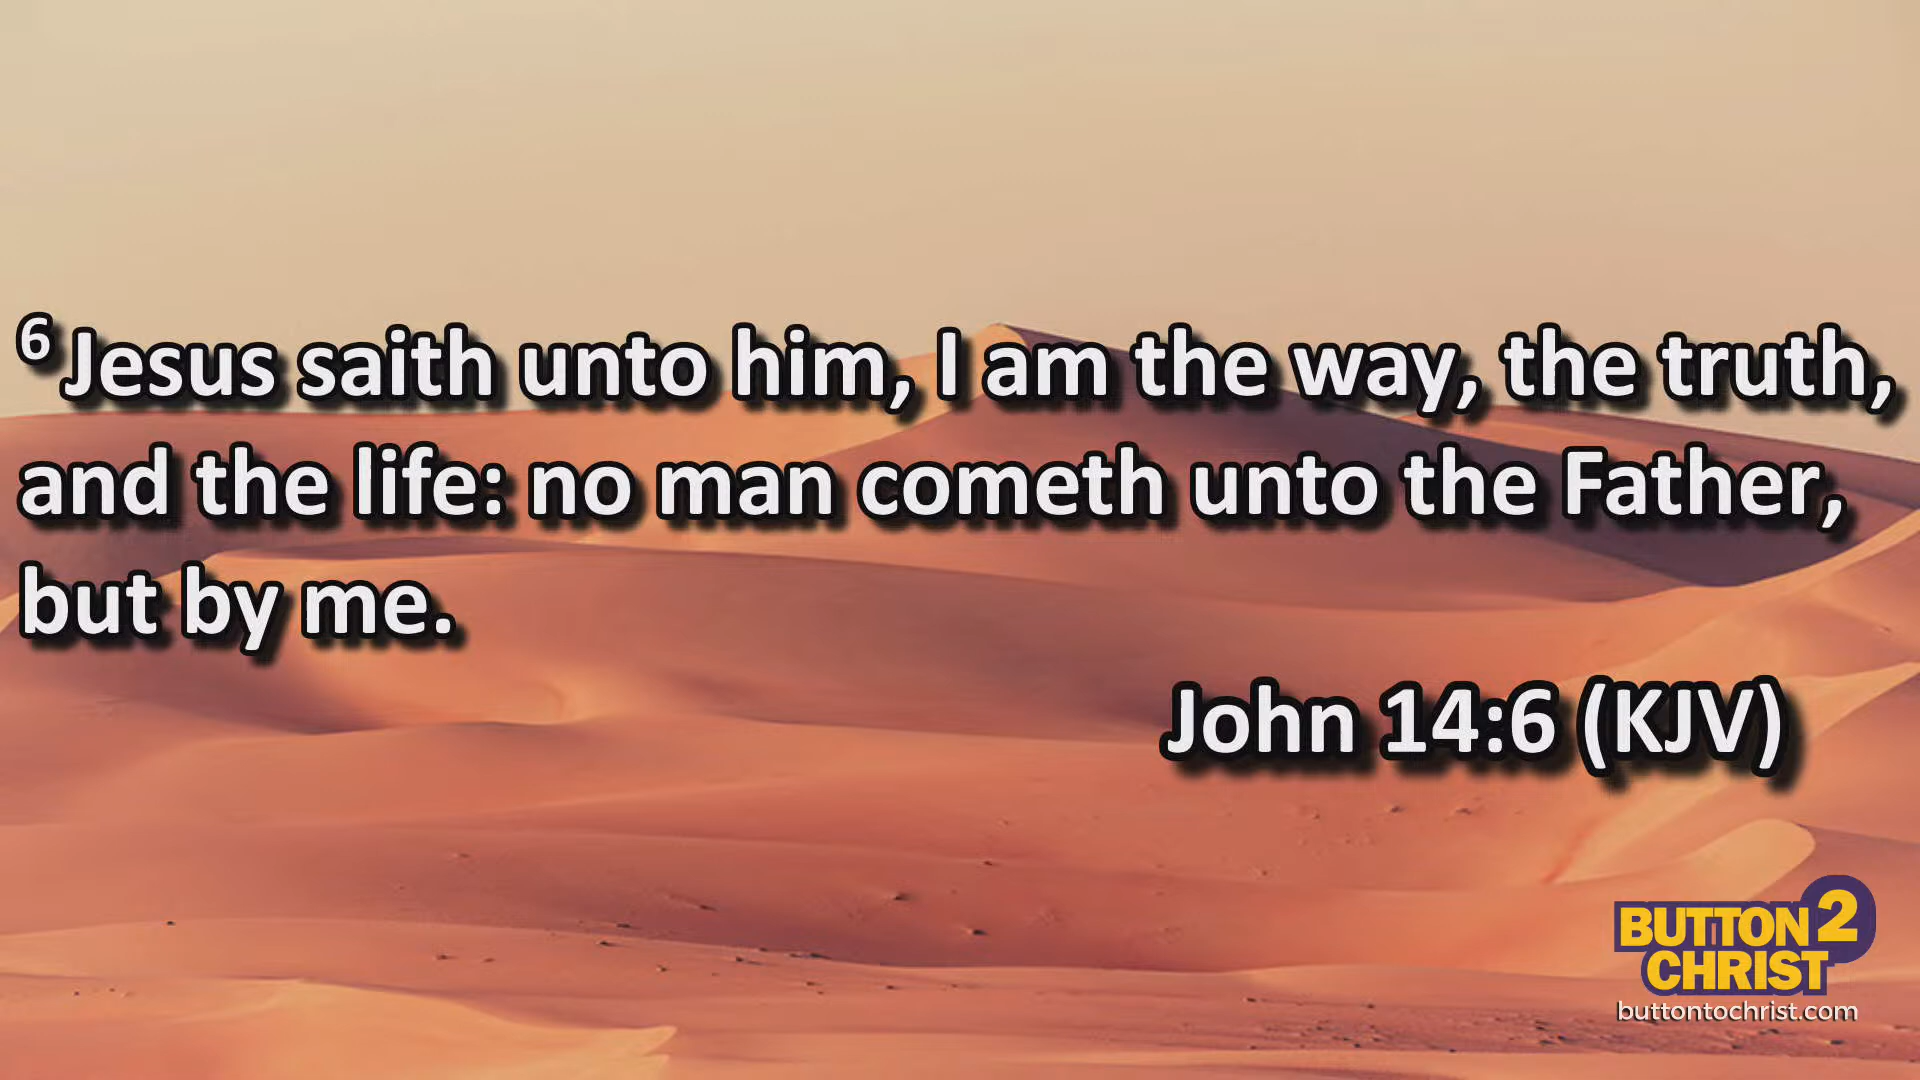 6 Jesus saith unto him, I am the way, the truth,
and the life: no man cometh unto the Father,
but by me.
John 14:6 (KJV)
BUTTON 2
CHRIST
buttontochrist.com